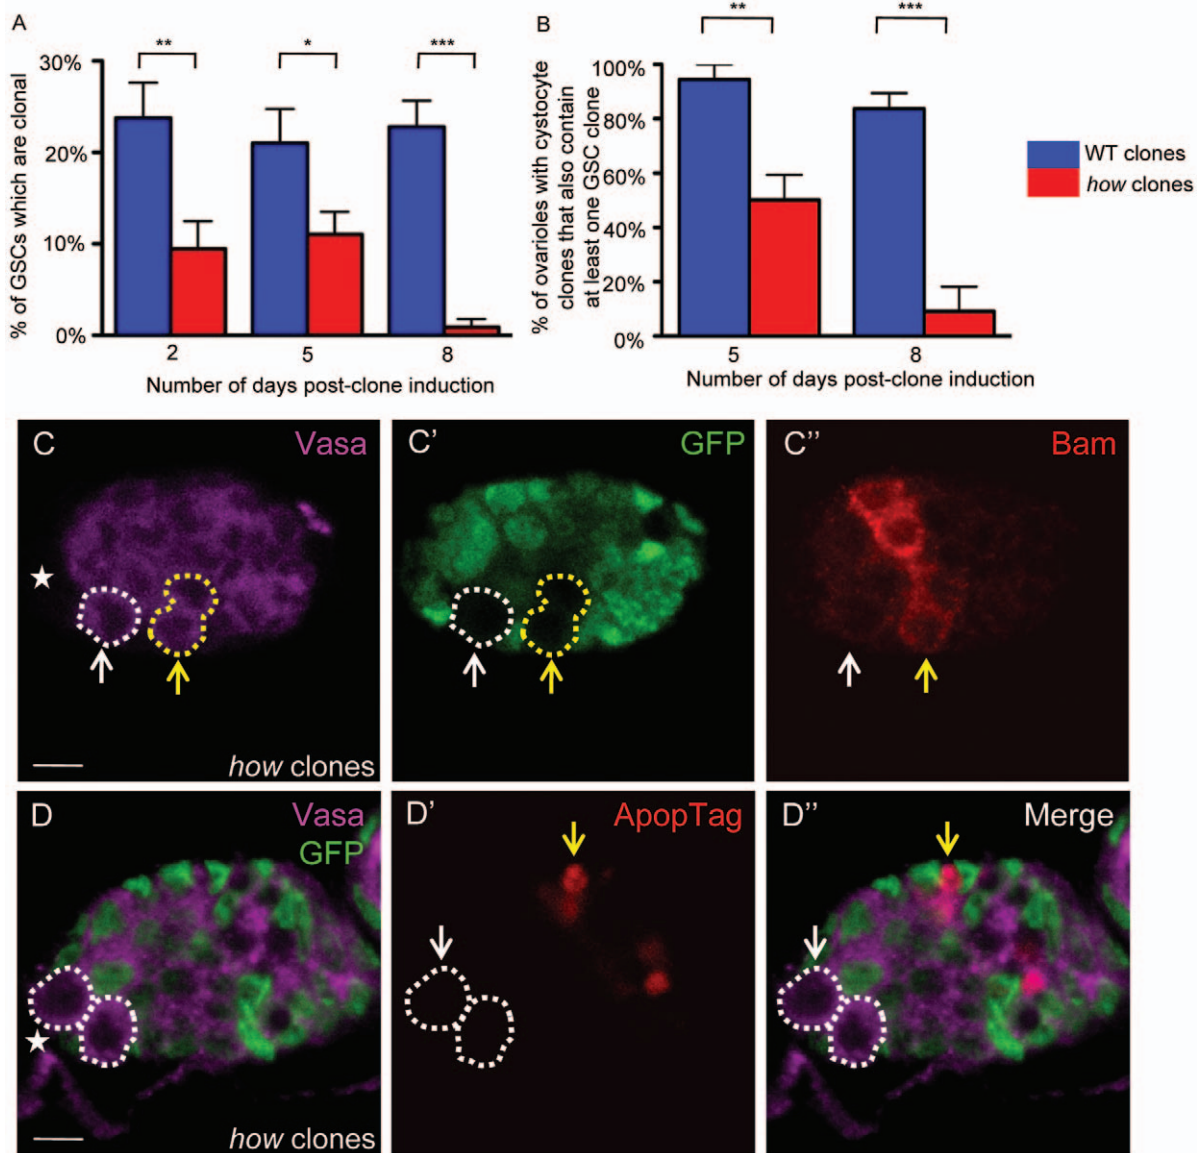 A
** * ***
% of GSCs which are clonal
30%
20%
10%
0%
2 5 8
Number of days post-clone induction
B
** ***
% of ovarioles with cystocyte
clones that also contain
at least one GSC clone
100%
80%
60%
40%
20%
0%
5 8
Number of days post-clone induction
WT clones
how clones
C Vasa
how clones
C' GFP
C'' Bam
D Vasa
GFP
how clones
D' ApopTag
D'' Merge